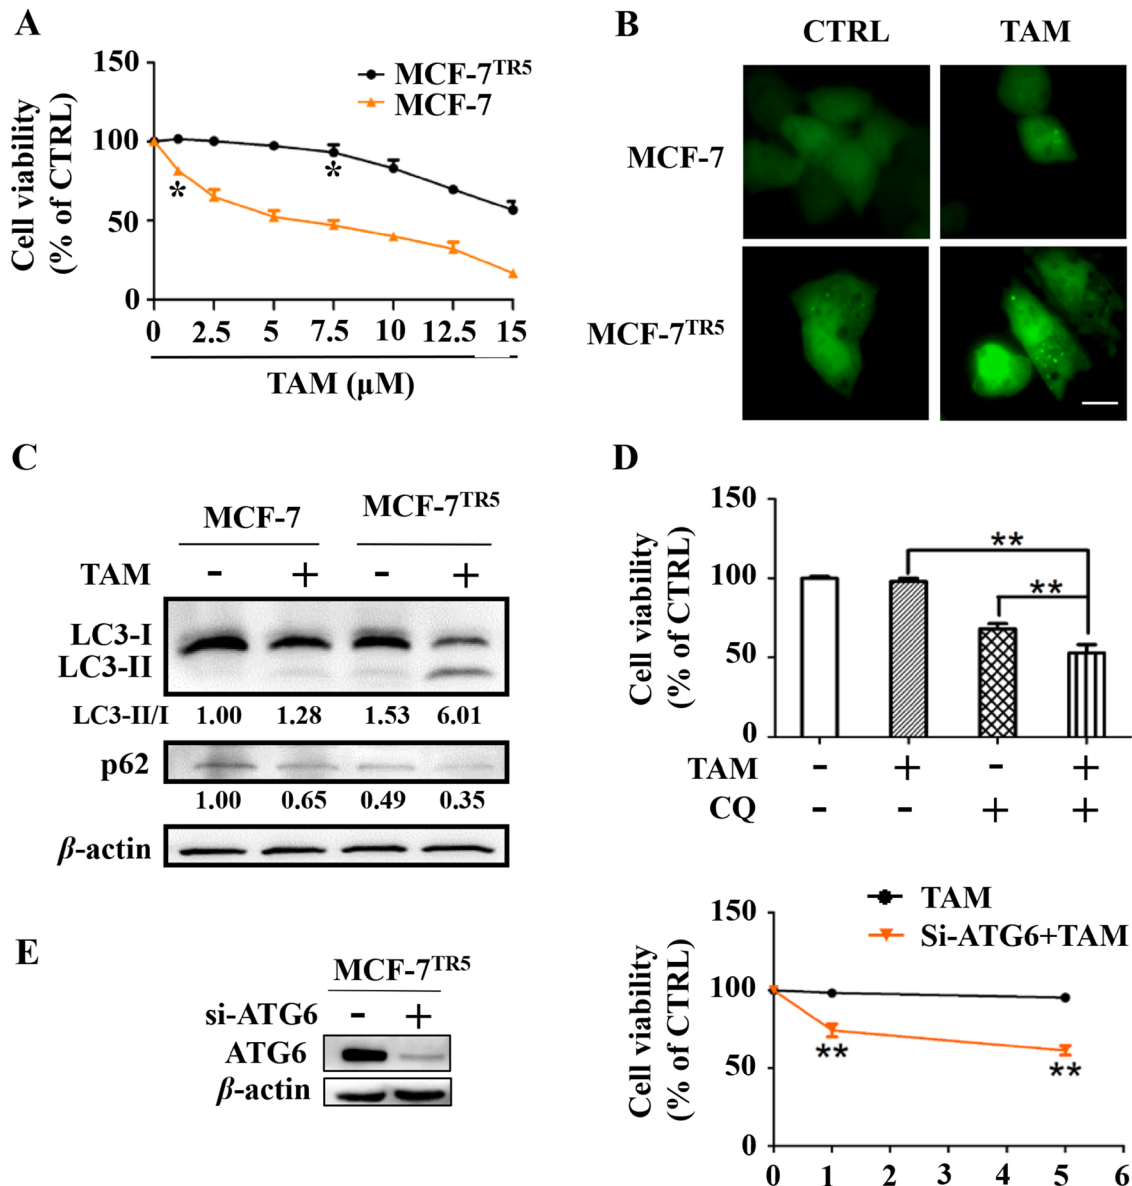 A
150
100
50
0
Cell viability
(% of CTRL)
MCF-7TR5
MCF-7
*
*
0 2.5 5 7.5 10 12.5 15
TAM (µM)
B
CTRL TAM
MCF-7
MCF-7TR5
C
MCF-7 MCF-7TR5
TAM - + - +
LC3-I
LC3-II
LC3-II/I 1.00 1.28 1.53 6.01
p62
1.00 0.65 0.49 0.35
β-actin
D
150
100
50
0
Cell viability
(% of CTRL)
**
**
TAM - + - +
CQ - - + +
E
MCF-7TR5
si-ATG6 - +
ATG6
β-actin
TAM
Si-ATG6+TAM
150
100
50
0
Cell viability
(% of CTRL)
**
**
0 1 2 3 4 5 6